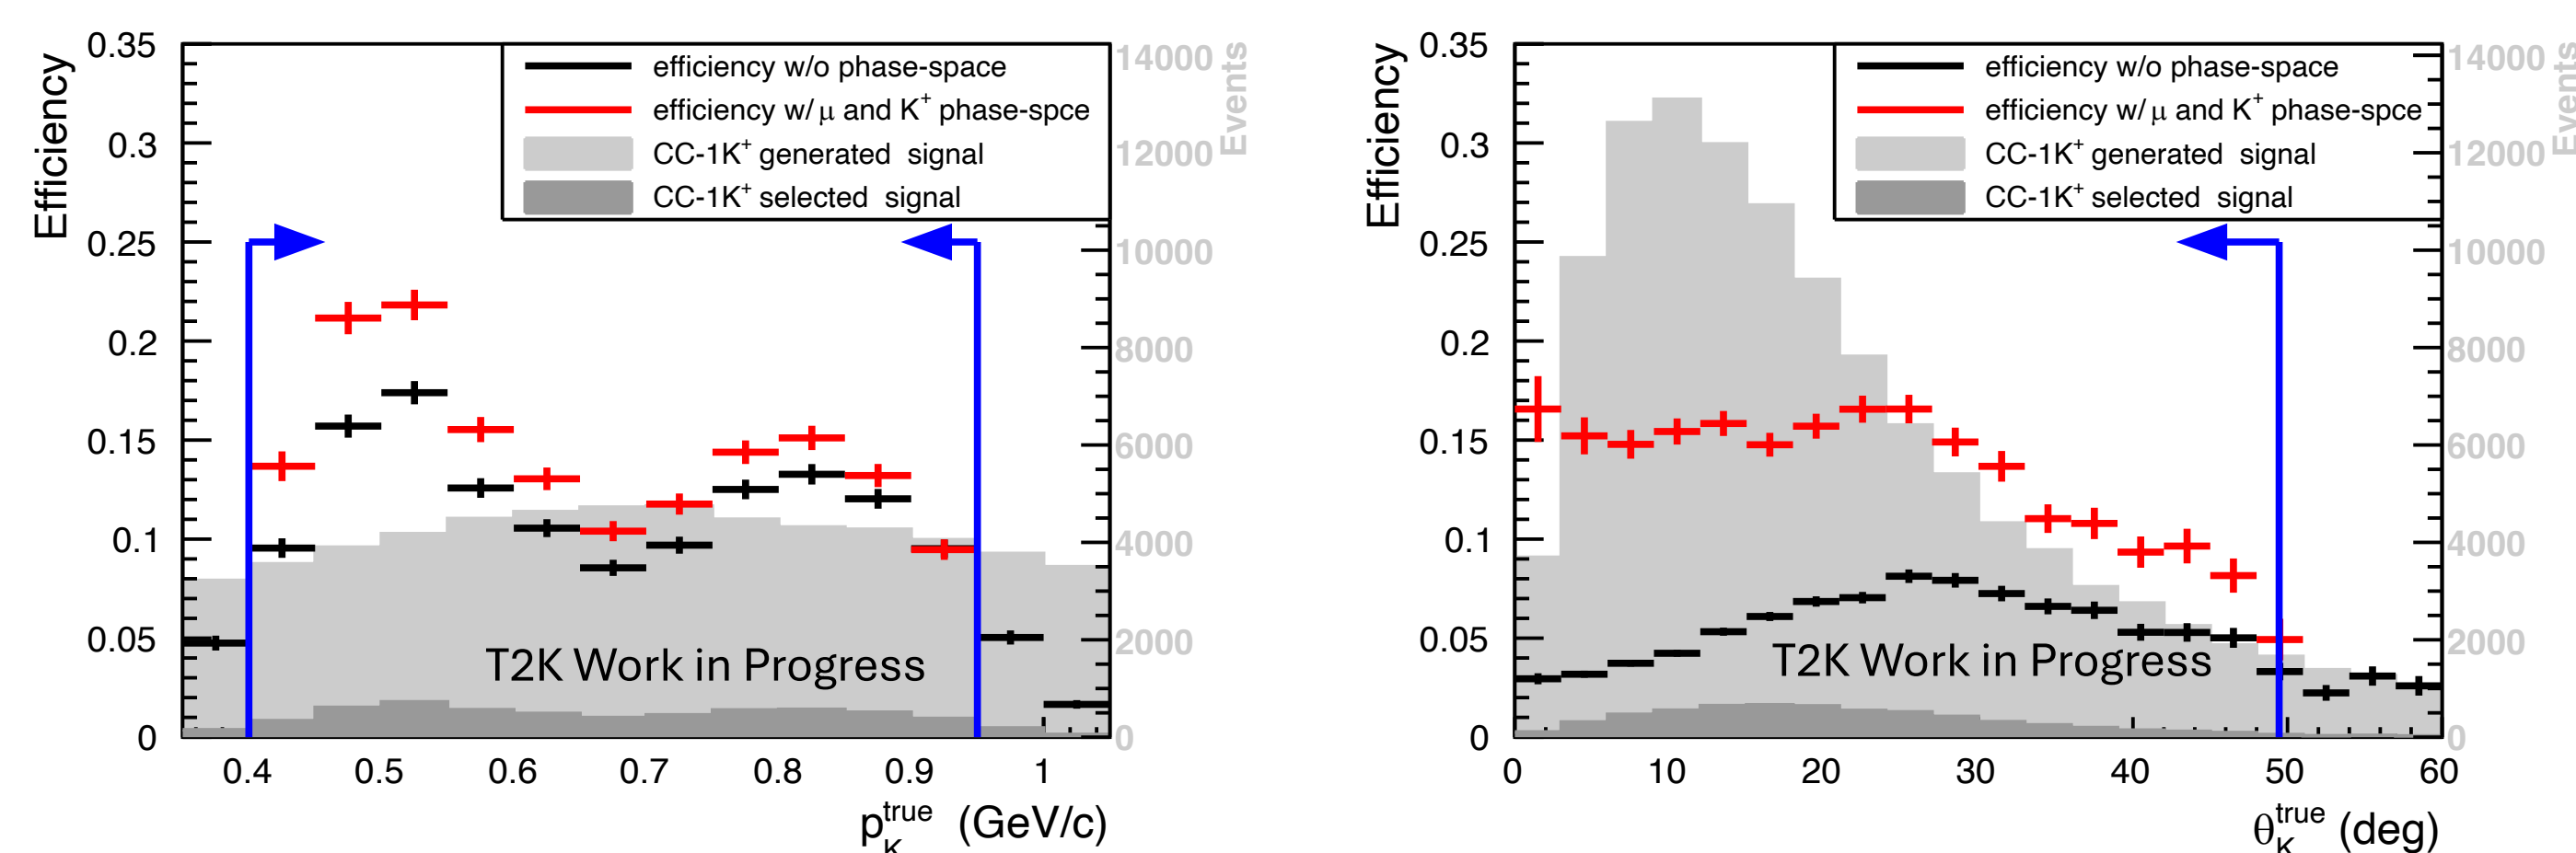 Efficiency
0.35
0.3
0.25
0.2
0.15
0.1
0.05
0
efficiency w/o phase-space
efficiency w/ μ and K+ phase-spce
CC-1K+ generated signal
CC-1K+ selected signal
14000
12000
10000
8000
6000
4000
2000
0
Events
T2K Work in Progress
0.4 0.5 0.6 0.7 0.8 0.9 1
p_K^true (GeV/c)
Efficiency
0.35
0.3
0.25
0.2
0.15
0.1
0.05
0
efficiency w/o phase-space
efficiency w/ μ and K+ phase-spce
CC-1K+ generated signal
CC-1K+ selected signal
14000
12000
10000
8000
6000
4000
2000
0
Events
T2K Work in Progress
0 10 20 30 40 50 60
θ_K^true (deg)